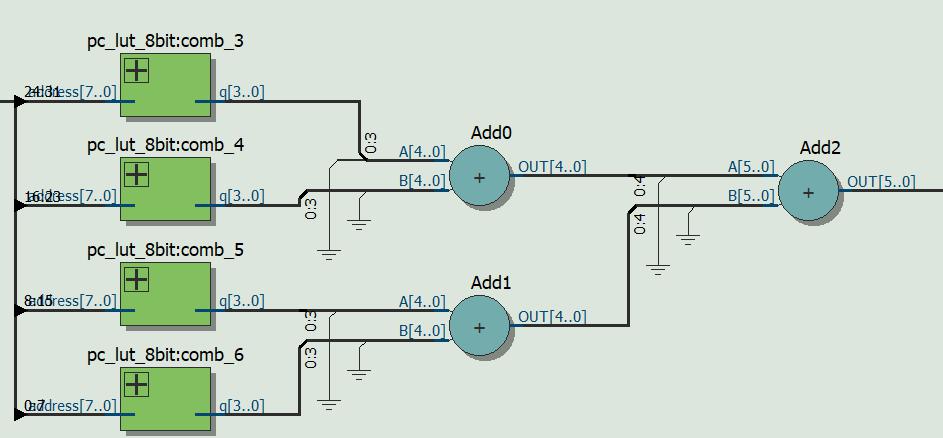 pc_lut_8bit:comb_3
24:31
address[7..0]
q[3..0]
0:3
pc_lut_8bit:comb_4
16:23
address[7..0]
q[3..0]
0:3
A[4..0]
B[4..0]
Add0
+
OUT[4..0]
pc_lut_8bit:comb_5
8:15
address[7..0]
q[3..0]
0:3
pc_lut_8bit:comb_6
0:7
address[7..0]
q[3..0]
0:3
A[4..0]
B[4..0]
Add1
+
OUT[4..0]
0:4
0:4
A[5..0]
B[5..0]
Add2
+
OUT[5..0]